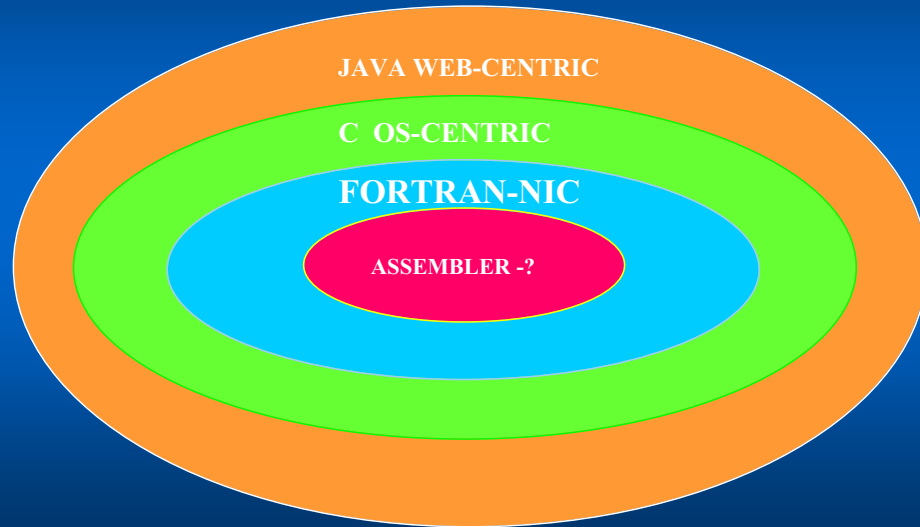 JAVA WEB-CENTRIC
C OS-CENTRIC
FORTRAN-NIC
ASSEMBLER -?